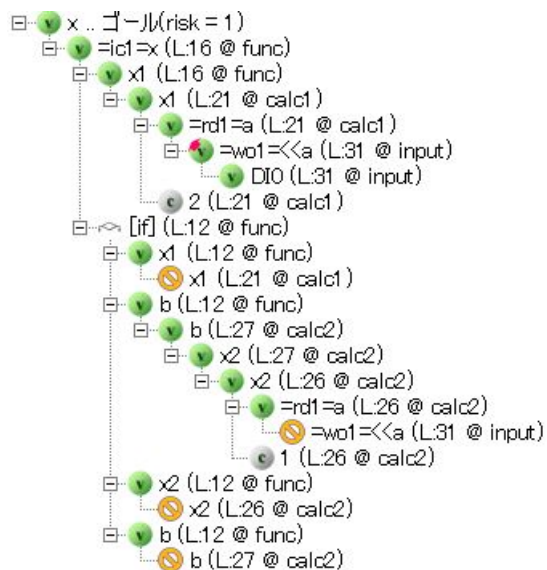 x .. ゴール(risk = 1)
=ic1=x (L:16 @ func)
x1 (L:16 @ func)
x1 (L:21 @ calc1)
=rd1=a (L:21 @ calc1)
=wo1=<<a (L:31 @ input)
DIO (L:31 @ input)
c 2 (L:21 @ calc1)
[if] (L:12 @ func)
x1 (L:12 @ func)
x1 (L:21 @ calc1)
b (L:12 @ func)
b (L:27 @ calc2)
x2 (L:27 @ calc2)
x2 (L:26 @ calc2)
=rd1=a (L:26 @ calc2)
=wo1=<<a (L:31 @ input)
c 1 (L:26 @ calc2)
x2 (L:12 @ func)
x2 (L:26 @ calc2)
b (L:12 @ func)
b (L:27 @ calc2)